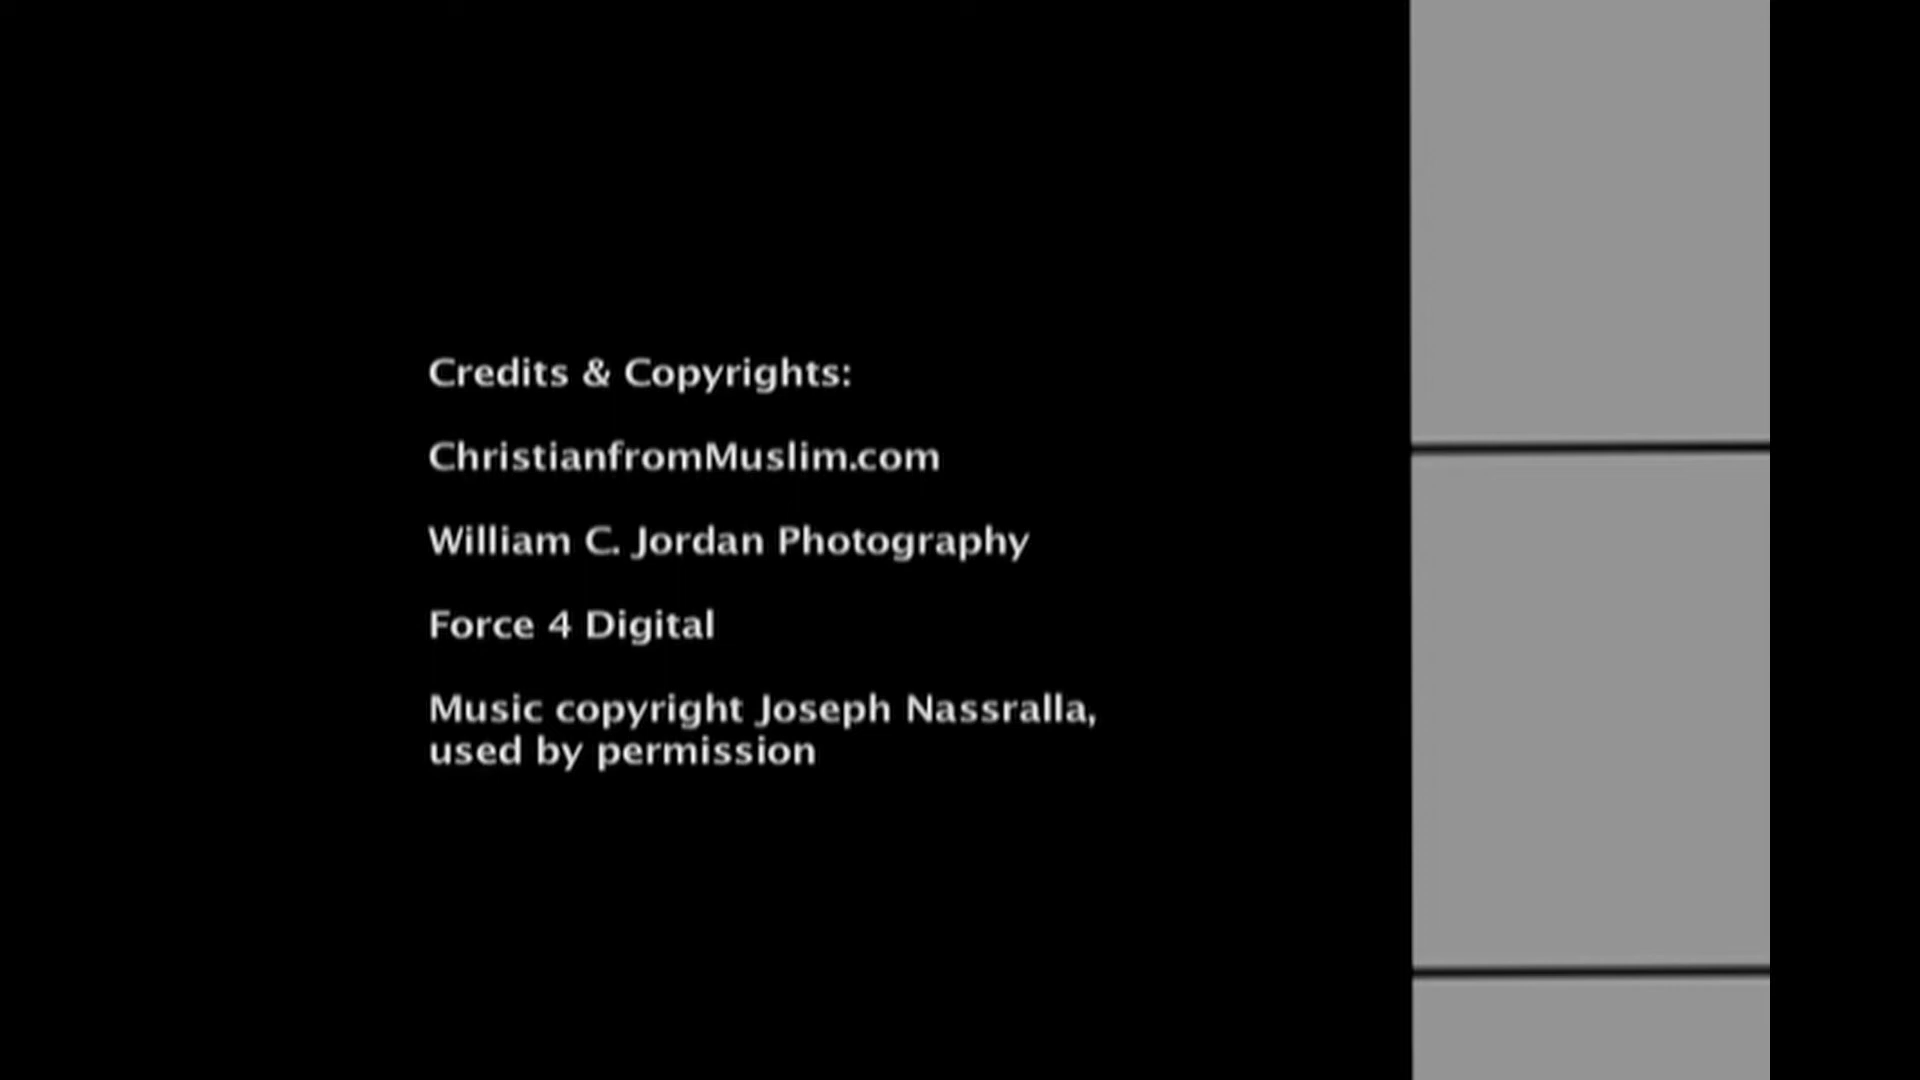 Credits & Copyrights:
ChristianfromMuslim.com
William C. Jordan Photography
Force 4 Digital
Music copyright Joseph Nassralla,
used by permission